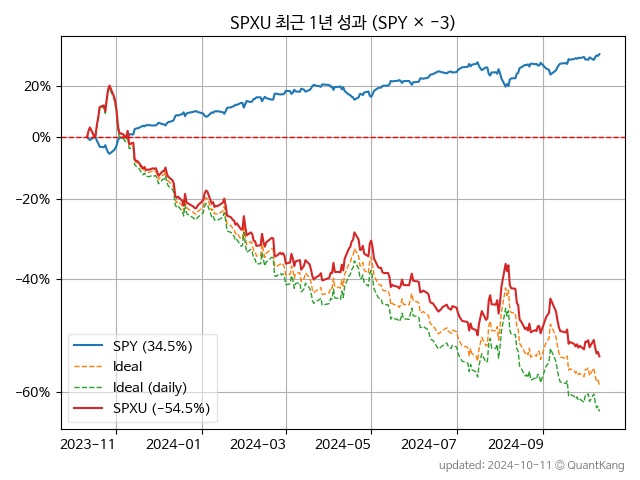 SPXU 최근 1년 성과 (SPY × −3)
20%
0%
−20%
−40%
−60%
SPY (34.5%)
Ideal
Ideal (daily)
SPXU (−54.5%)
2023-11
2024-01
2024-03
2024-05
2024-07
2024-09
updated: 2024-10-11 © QuantKang